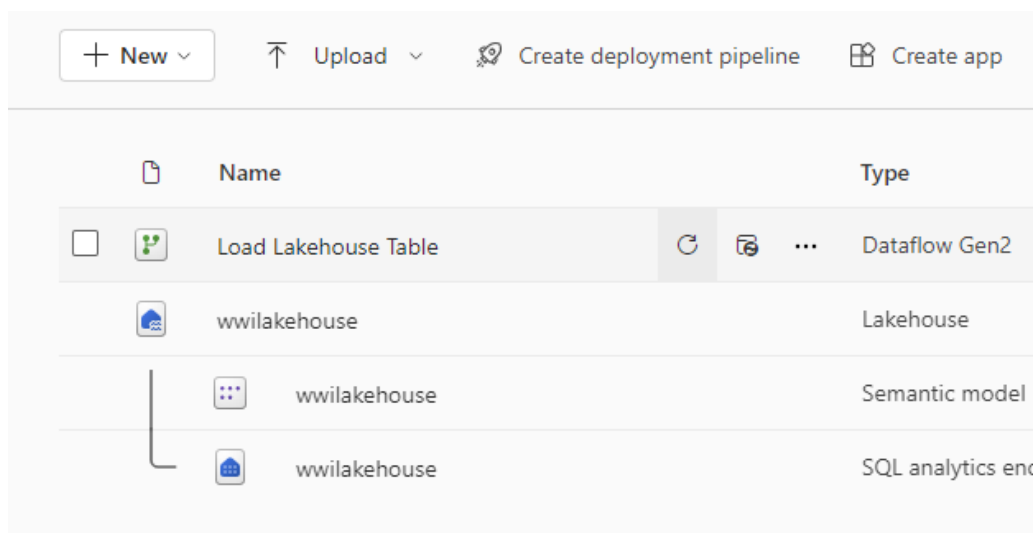 New Upload Create deployment pipeline Create app
Name Type
Load Lakehouse Table ... Dataflow Gen2
wwilakehouse Lakehouse
wwilakehouse Semantic model
wwilakehouse SQL analytics